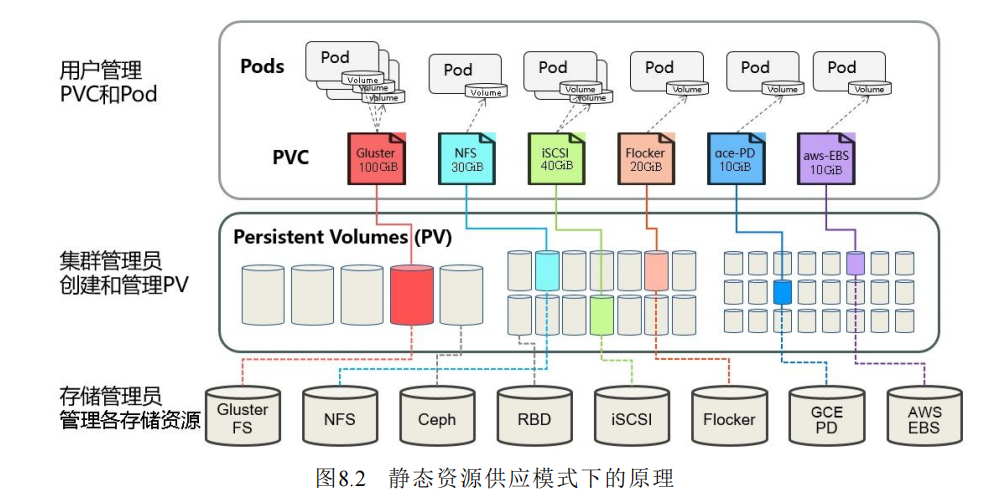 用户管理
PVC和Pod
Pods
Pod
Volume
Volume
Volume
Pod
Volume
Pod
Volume
Volume
Pod
Volume
Pod
Volume
Pod
Volume
PVC
Gluster
100GiB
NFS
30GiB
iSCSI
40GiB
Flocker
20GiB
gce-PD
10GiB
aws-EBS
10GiB
集群管理员
创建和管理PV
Persistent Volumes (PV)
存储管理员
管理各存储资源
Gluster
FS
NFS
Ceph
RBD
iSCSI
Flocker
GCE
PD
AWS
EBS
图8.2 静态资源供应模式下的原理